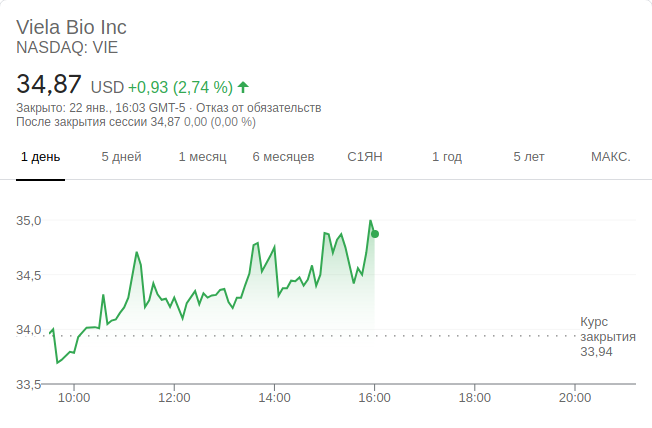 Viela Bio Inc
NASDAQ: VIE
34,87 USD +0,93 (2,74 %)
Закрыто: 22 янв., 16:03 GMT-5 · Отказ от обязательств
После закрытия сессии 34,87 0,00 (0,00 %)
1 день 5 дней 1 месяц 6 месяцев С1ЯН 1 год 5 лет МАКС.
35,0
34,5
34,0
33,5
Курс
закрытия
33,94
10:00 12:00 14:00 16:00 18:00 20:00